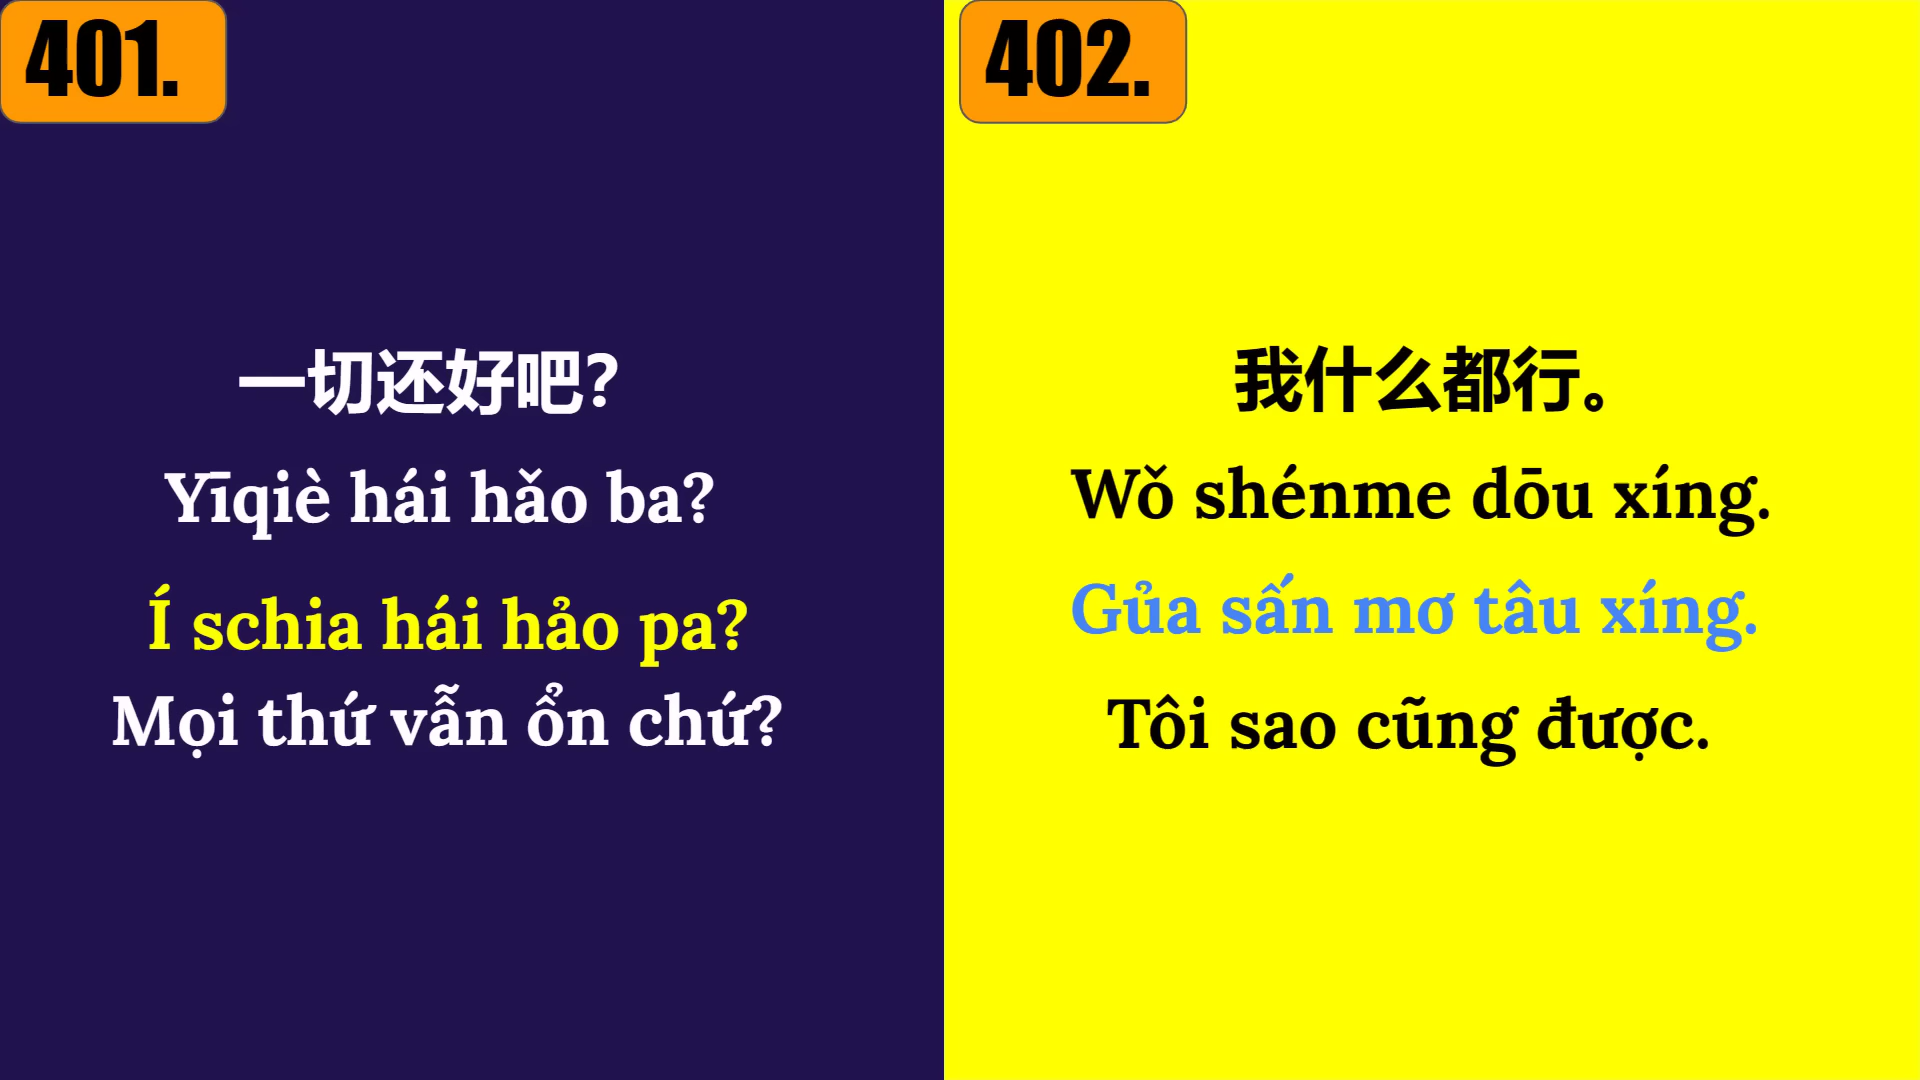 401.
一切还好吧？
Yīqiè hái hǎo ba?
Í schia hái hảo pa?
Mọi thứ vẫn ổn chứ?
402.
我什么都行。
Wǒ shénme dōu xíng.
Gủa sấn mơ tâu xíng.
Tôi sao cũng được.